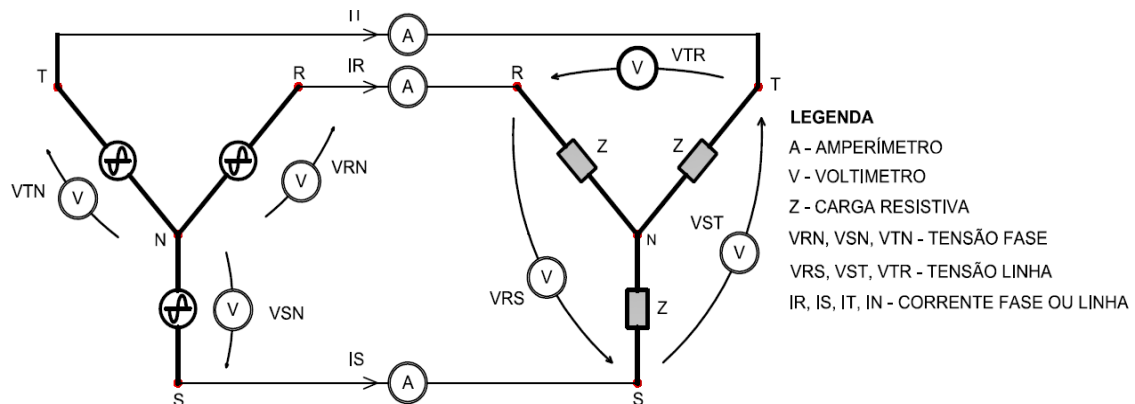 A
T
R
IR
A
R
V
VTR
T
Z
Z
VTN
V
V
VRN
N
N
V
VSN
VRS
V
VST
V
Z
IS
A
S
S
LEGENDA
A - AMPERÍMETRO
V - VOLTIMETRO
Z - CARGA RESISTIVA
VRN, VSN, VTN - TENSÃO FASE
VRS, VST, VTR - TENSÃO LINHA
IR, IS, IT, IN - CORRENTE FASE OU LINHA